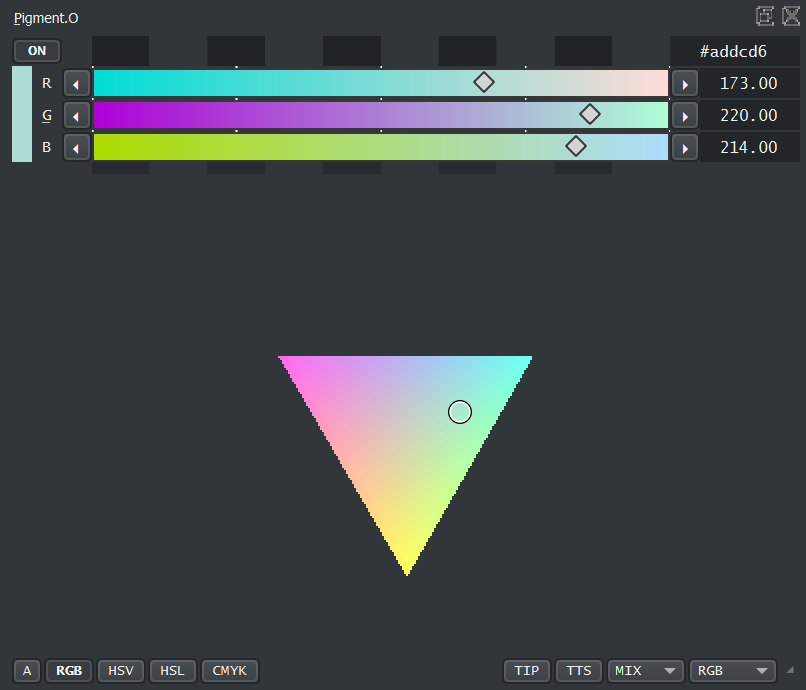 Pigment.O
ON
#addcd6
R 173.00
G 220.00
B 214.00
A RGB HSV HSL CMYK TIP TTS MIX RGB